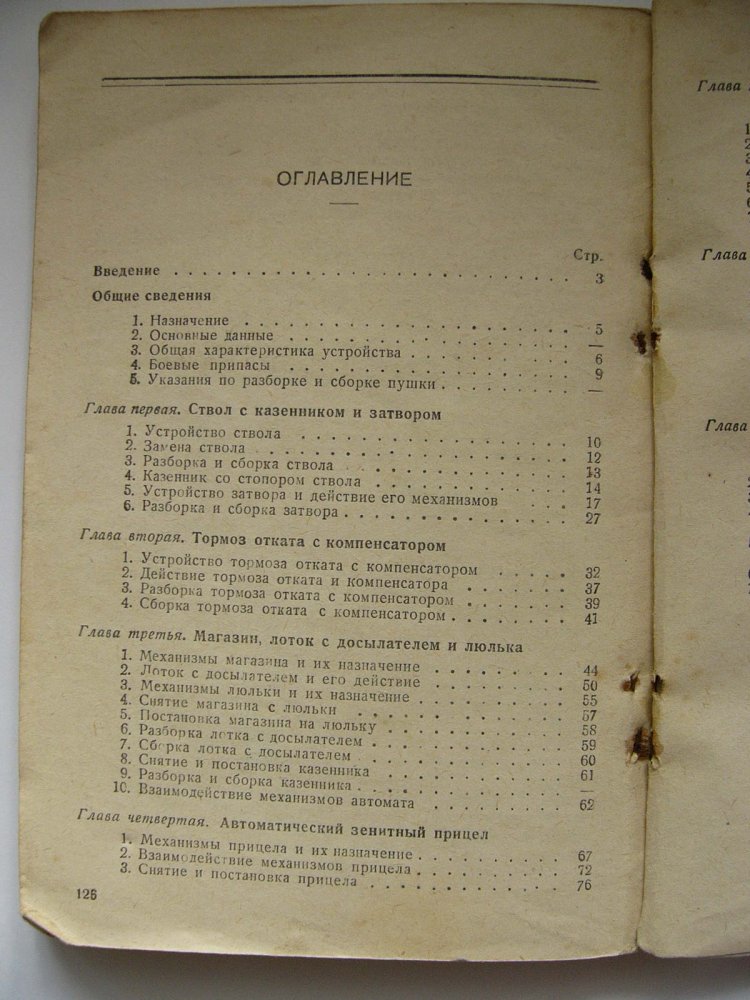 ОГЛАВЛЕНИЕ
Стр.
Введение . . . . . . . . . . . . . . . . . . . . . . . . . . . . 3
Общие сведения
1. Назначение . . . . . . . . . . . . . . . . . . . . . . . 5
2. Основные данные . . . . . . . . . . . . . . . . . . . . —
3. Общая характеристика устройства . . . . . . . . . . . . 6
4. Боевые припасы . . . . . . . . . . . . . . . . . . . . . 9
5. Указания по разборке и сборке пушки . . . . . . . . . . —
Глава первая. Ствол с казенником и затвором
1. Устройство ствола . . . . . . . . . . . . . . . . . . . 10
2. Замена ствола . . . . . . . . . . . . . . . . . . . . . 12
3. Разборка и сборка ствола . . . . . . . . . . . . . . . 13
4. Казенник со стопором ствола . . . . . . . . . . . . . . 14
5. Устройство затвора и действие его механизмов . . . 17
6. Разборка и сборка затвора . . . . . . . . . . . . . . . 27
Глава вторая. Тормоз отката с компенсатором
1. Устройство тормоза отката с компенсатором . . . . . 32
2. Действие тормоза отката и компенсатора . . . . . . . 37
3. Разборка тормоза отката с компенсатором . . . . . . . 39
4. Сборка тормоза отката с компенсатором . . . . . . . . 41
Глава третья. Магазин, лоток с досылателем и люлька
1. Механизмы магазина и их назначение . . . . . . . . . 44
2. Лоток с досылателем и его действие . . . . . . . . . 50
3. Механизмы люльки и их назначение . . . . . . . . . . 55
4. Снятие магазина с люльки . . . . . . . . . . . . . . 57
5. Постановка магазина на люльку . . . . . . . . . . . . 58
6. Разборка лотка с досылателем . . . . . . . . . . . . 59
7. Сборка лотка с досылателем . . . . . . . . . . . . . 60
8. Снятие и постановка казенника . . . . . . . . . . . . 61
9. Разборка и сборка казенника . . . . . . . . . . . . . —
10. Взаимодействие механизмов автомата . . . . . . . . . 62
Глава четвертая. Автоматический зенитный прицел
1. Механизмы прицела и их назначение . . . . . . . . . . 67
2. Взаимодействие механизмов прицела . . . . . . . . . . 72
3. Снятие и постановка прицела . . . . . . . . . . . . . 76
126
Глава
Глава
Глава